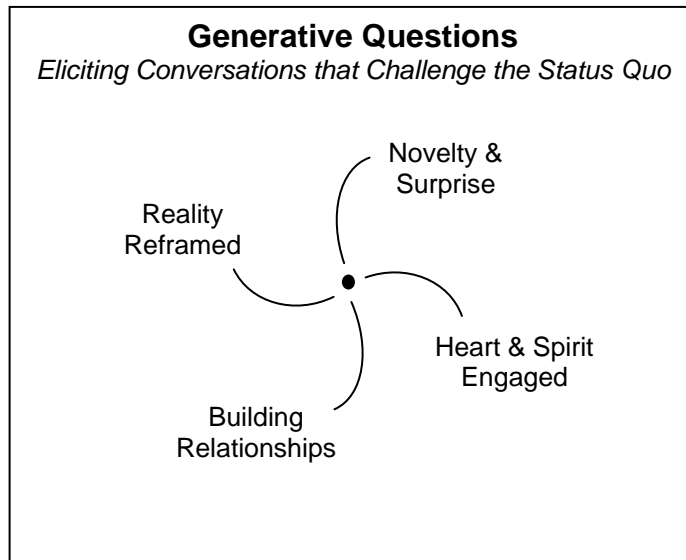 Generative Questions
Eliciting Conversations that Challenge the Status Quo
Novelty &
Surprise
Reality
Reframed
Heart & Spirit
Engaged
Building
Relationships